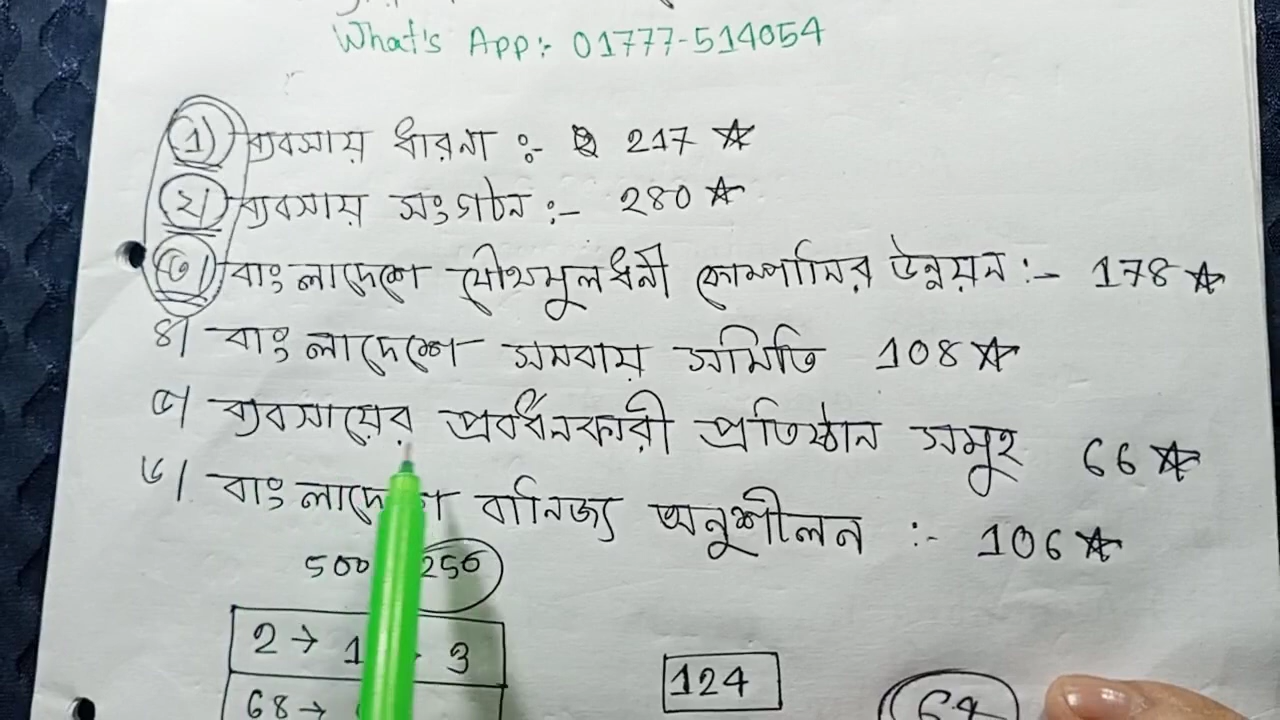 What's App:- 01777-514054
১) ব্যবসায় ধারনা :- 217
২) ব্যবসায় সংগঠন :- 280
৩) বাংলাদেশে যৌথমুলধনী কোম্পানির উন্নয়ন :- 178
৪) বাংলাদেশে সমবায় সমিতি 108
৫) ব্যবসায়ের প্রবর্ধনকারী প্রতিষ্ঠান সমুহ 66
৬) বাংলাদেশে বানিজ্য অনুশীলন :- 106
500 250
2 → 1 3
124
68 →